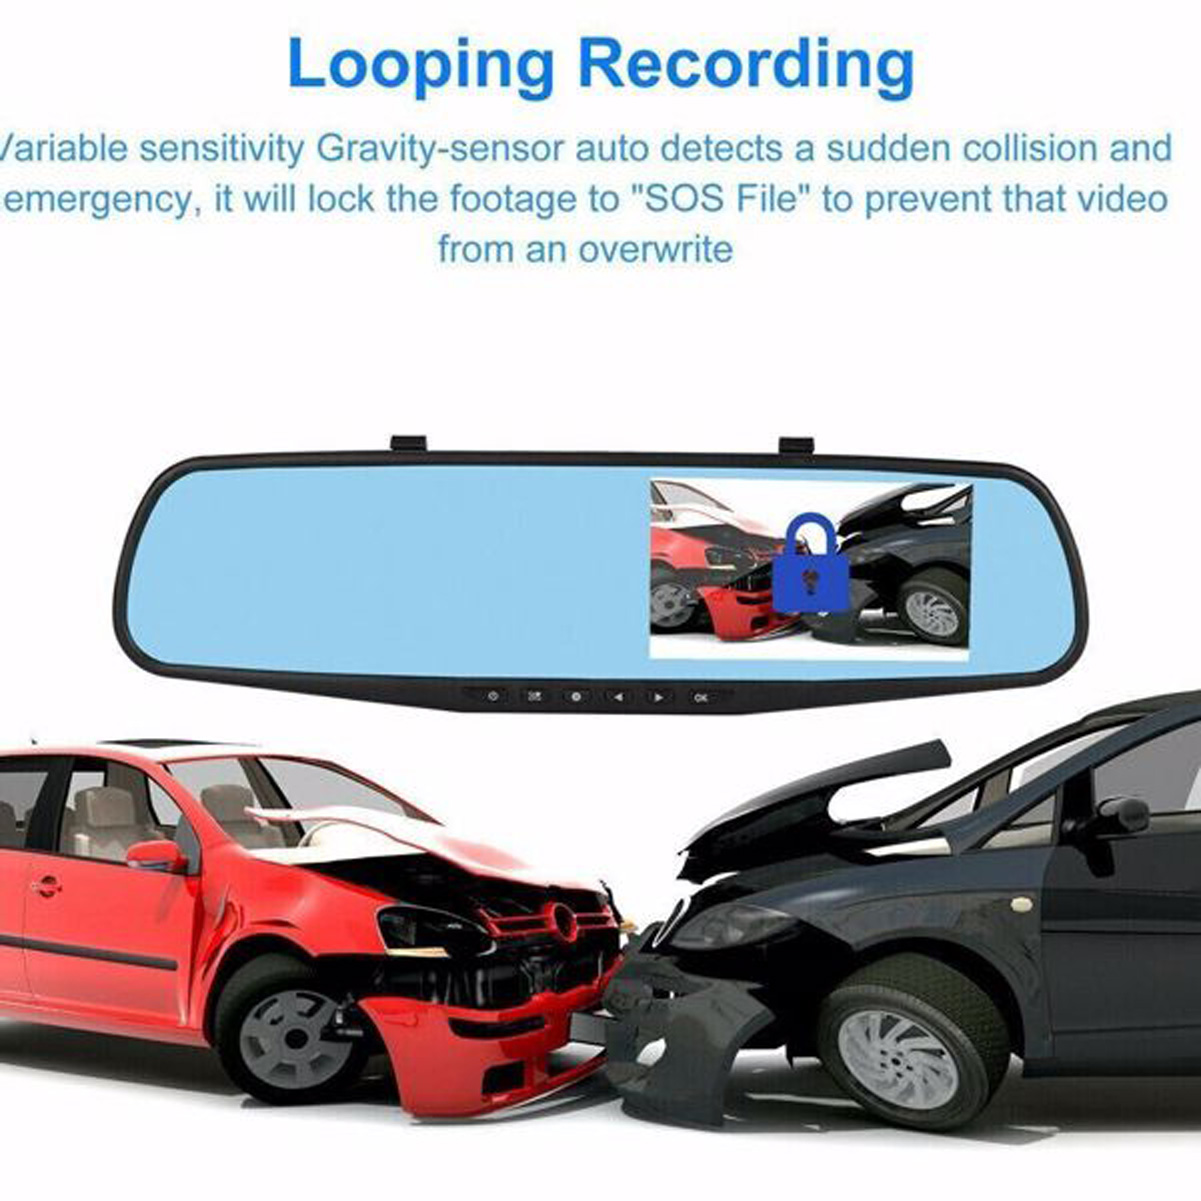 Looping Recording
Variable sensitivity Gravity-sensor auto detects a sudden collision and
emergency, it will lock the footage to "SOS File" to prevent that video
from an overwrite
OK